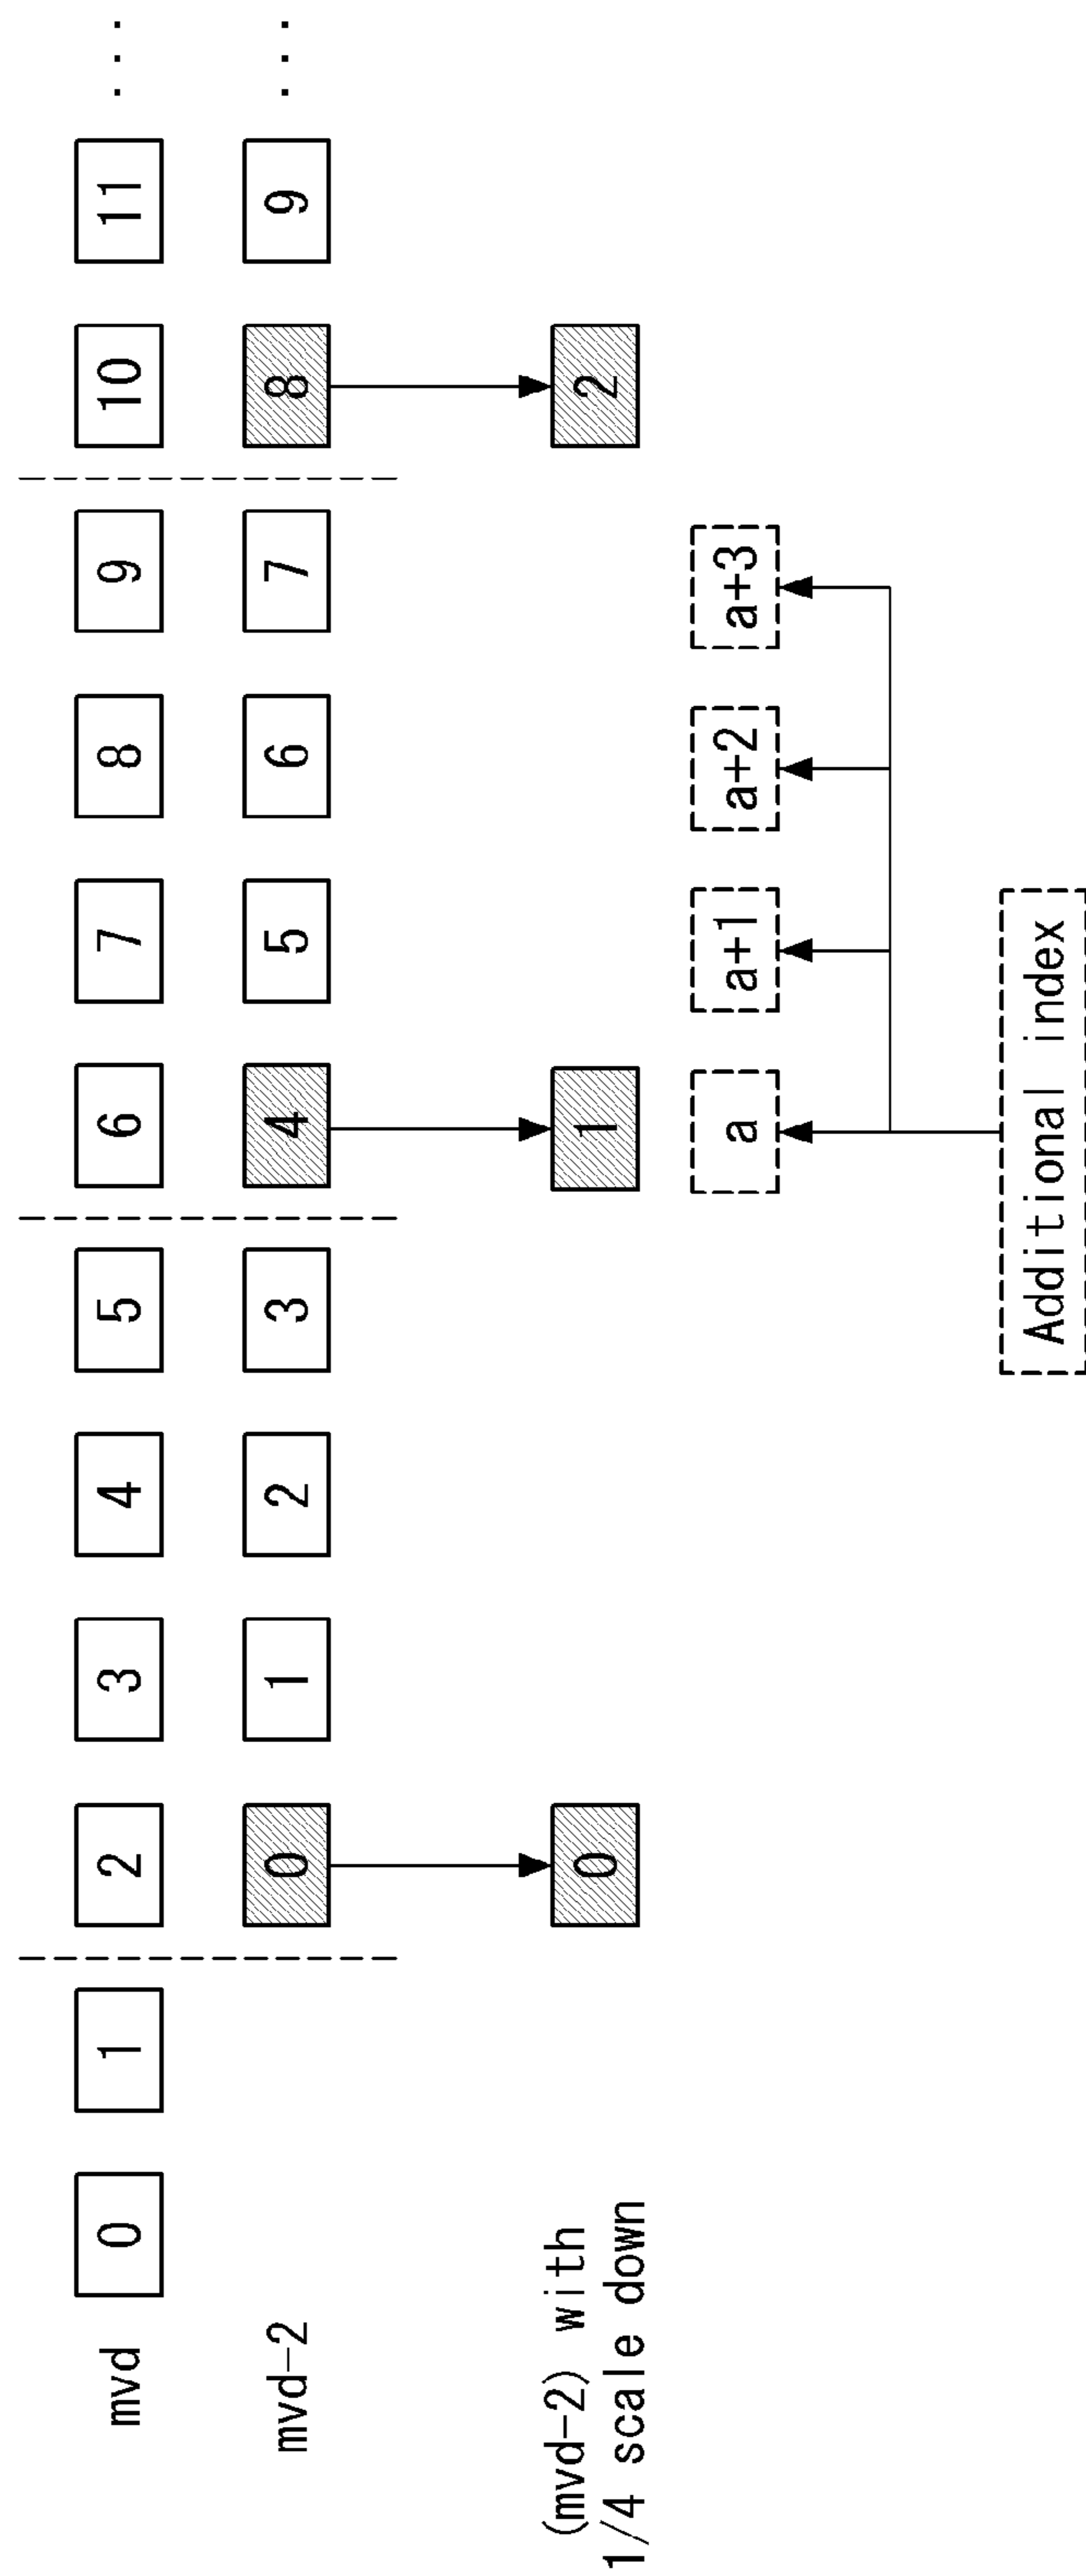 mvd 0 1 2 3 4 5 6 7 8 9 10 11 ...
mvd-2 0 1 2 3 4 5 6 7 8 9 ...
(mvd-2) with
1/4 scale down
0 1 2
a a+1 a+2 a+3
Additional index